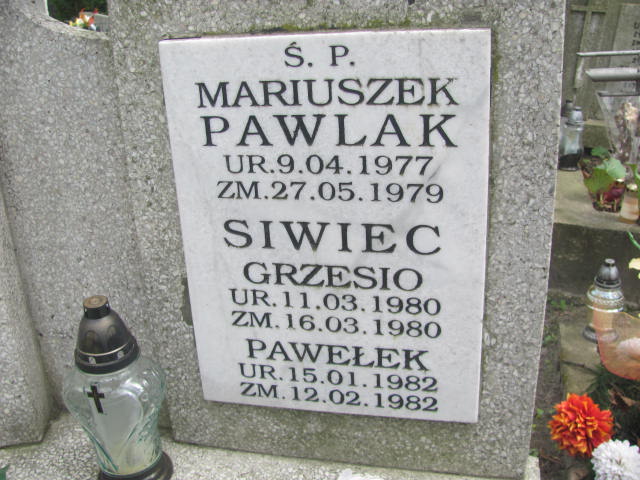 Ś. P.
MARIUSZEK
PAWLAK
UR.9.04.1977
ZM.27.05.1979
SIWIEC
GRZESIO
UR.11.03.1980
ZM.16.03.1980
PAWEŁEK
UR.15.01.1982
ZM.12.02.1982